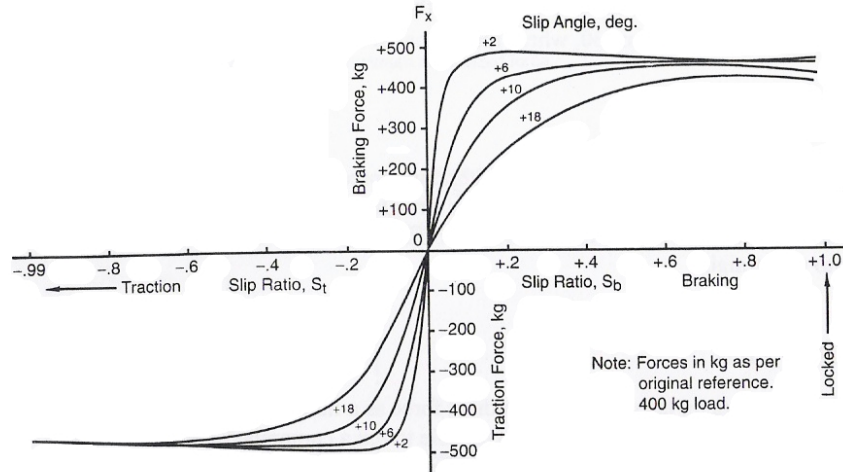 Fx
Slip Angle, deg.
Braking Force, kg
+500
+400
+300
+200
+100
0
+2
+6
+10
+18
-.99
-.8
-.6
-.4
-.2
+.2
+.4
+.6
+.8
+1.0
Traction
Slip Ratio, St
Slip Ratio, Sb
Braking
-100
-200
-300
-400
-500
Traction Force, kg
+18
+10
+6
+2
Note: Forces in kg as per
original reference.
400 kg load.
Locked